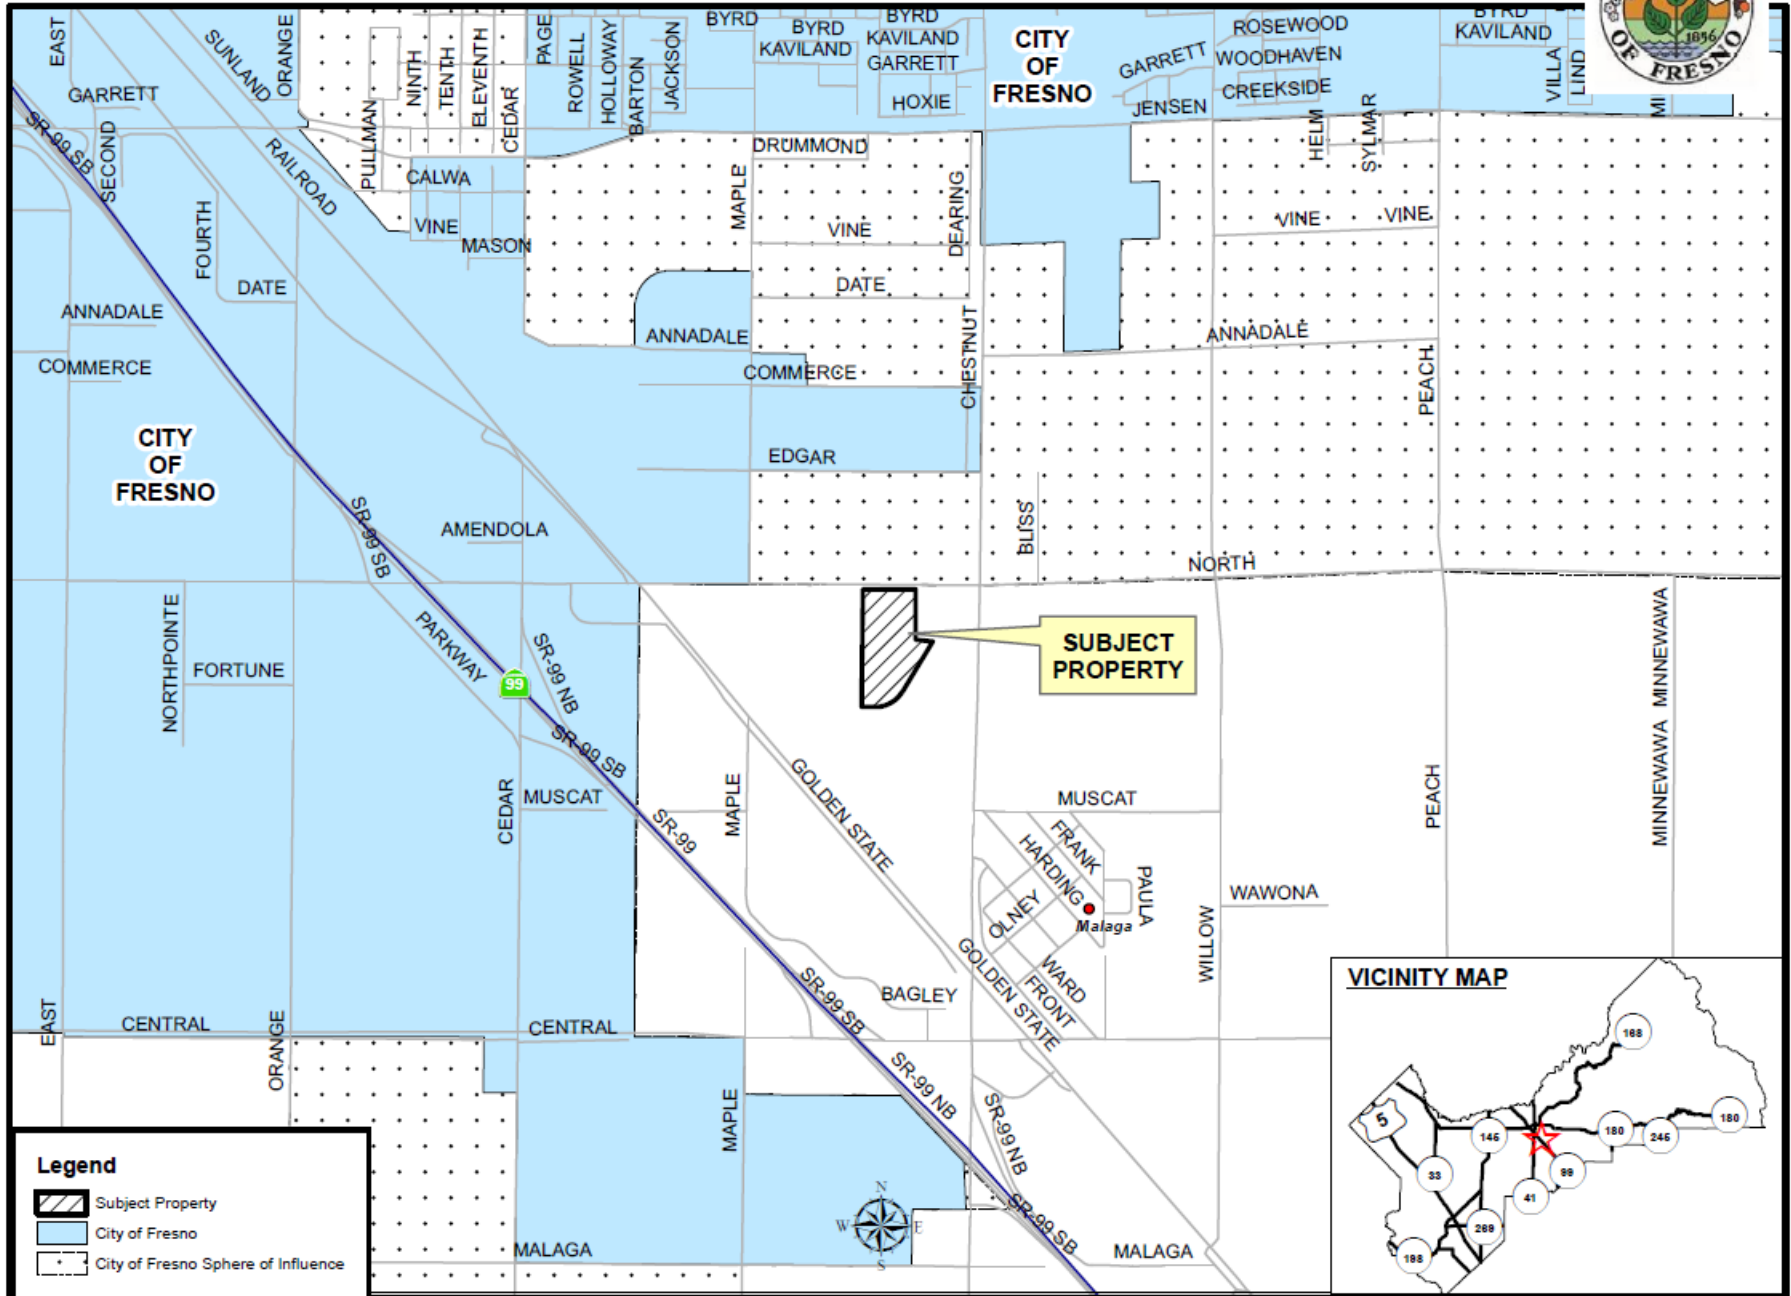 EAST
SUNLAND
ORANGE
GARRETT
SR-99 SB
SECOND
RAILROAD
PULLMAN
NINTH
TENTH
ELEVENTH
CEDAR
PAGE
ROWELL
HOLLOWAY
BARTON
JACKSON
BYRD
BYRD
KAVILAND
BYRD
KAVILAND
GARRETT
HOXIE
CITY
OF
FRESNO
GARRETT
ROSEWOOD
WOODHAVEN
CREEKSIDE
JENSEN
BYRD
KAVILAND
VILLA
LIND
1856
OF FRESNO
HELM
SYLMAR
DRUMMOND
CALWA
VINE
MASON
MAPLE
VINE
DEARING
VINE
VINE
FOURTH
DATE
DATE
ANNADALE
COMMERCE
ANNADALE
COMMERCE
CHESTNUT
ANNADALE
PEACH
CITY
OF
FRESNO
EDGAR
SR-99 SB
AMENDOLA
BLISS
NORTH
NORTHPOINTE
FORTUNE
PARKWAY
99
SR-99 NB
SR-99 SB
SUBJECT
PROPERTY
MINNEWAWA
MINNEWAWA
CEDAR
MUSCAT
SR-99
MAPLE
GOLDEN STATE
MUSCAT
PEACH
FRANK
HARDING
OLNEY
PAULA
Malaga
WAWONA
WILLOW
WARD
FRONT
GOLDEN STATE
SR-99 SB
BAGLEY
EAST
CENTRAL
ORANGE
CENTRAL
MAPLE
SR-99 NB
SR-99 NB
SR-99 SB
MALAGA
MALAGA
N
W
E
S
VICINITY MAP
168
5
145
180
245
180
33
99
41
269
198
Legend
Subject Property
City of Fresno
City of Fresno Sphere of Influence